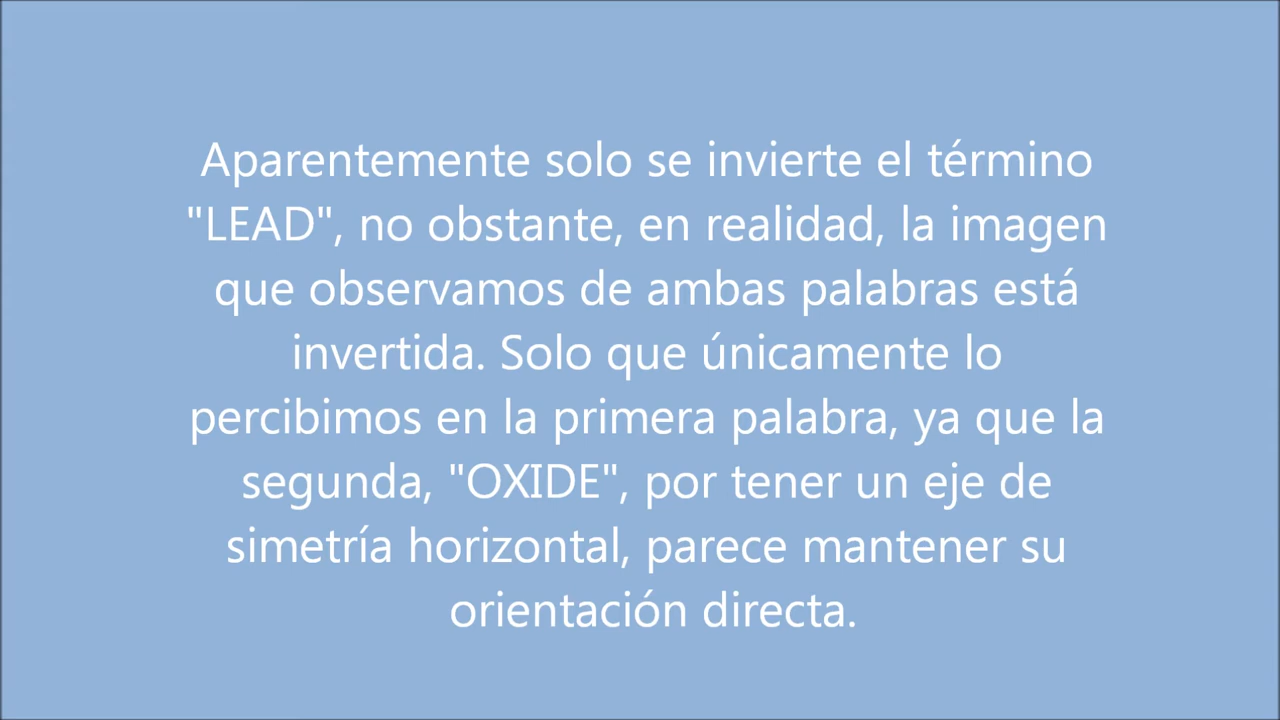 Aparentemente solo se invierte el término
"LEAD", no obstante, en realidad, la imagen
que observamos de ambas palabras está
invertida. Solo que únicamente lo
percibimos en la primera palabra, ya que la
segunda, "OXIDE", por tener un eje de
simetría horizontal, parece mantener su
orientación directa.